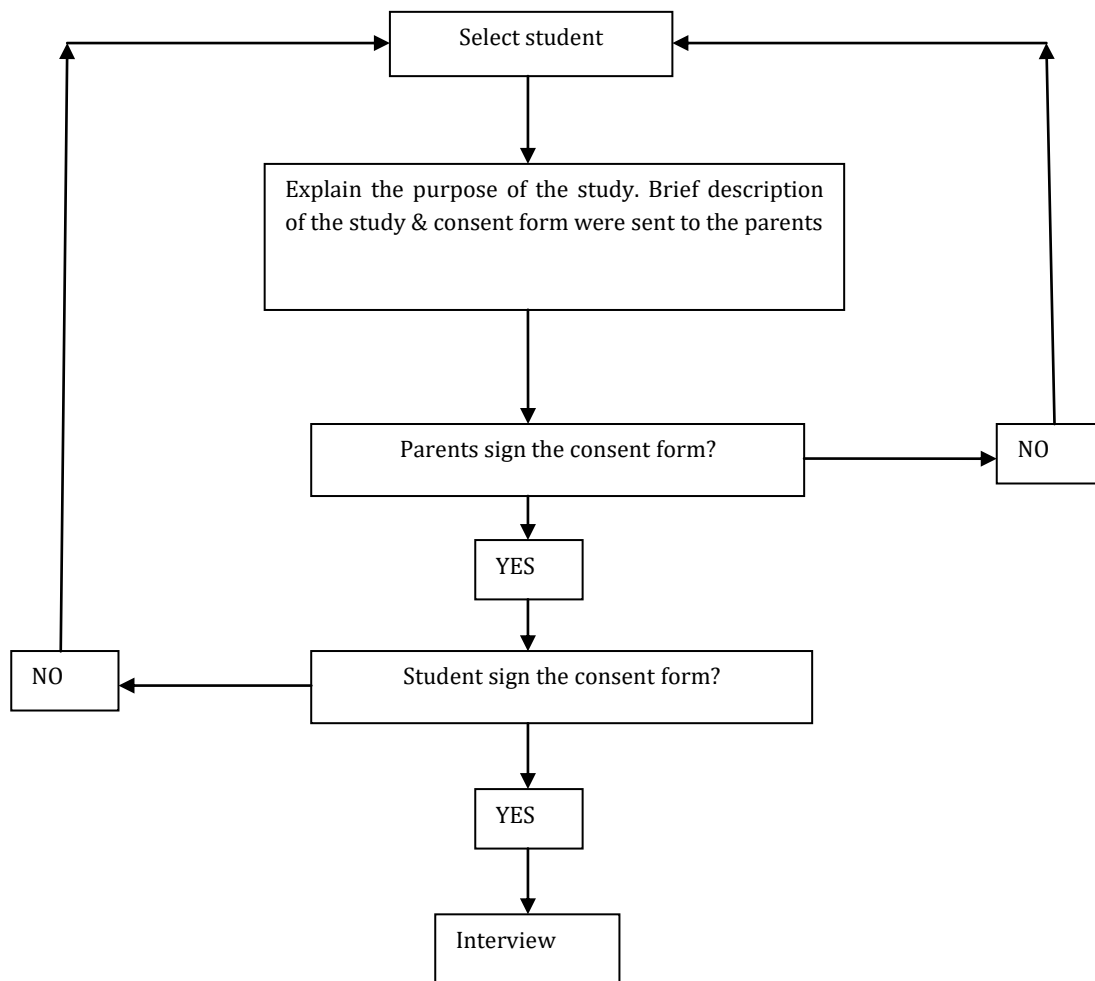 Select student
Explain the purpose of the study. Brief description
of the study & consent form were sent to the parents
Parents sign the consent form?
NO
YES
NO
Student sign the consent form?
YES
Interview